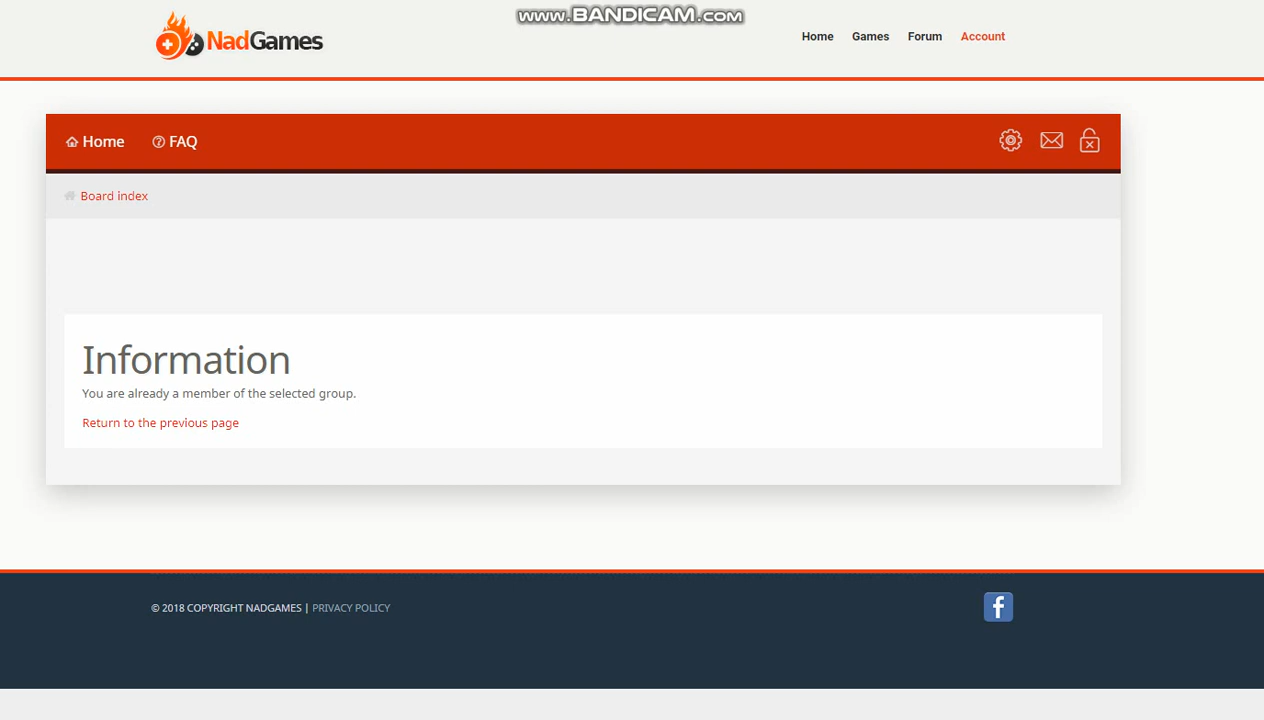 www.BANDICAM.com
NadGames
Home Games Forum Account
Home FAQ
Board index
Information
You are already a member of the selected group.
Return to the previous page
© 2018 COPYRIGHT NADGAMES | PRIVACY POLICY